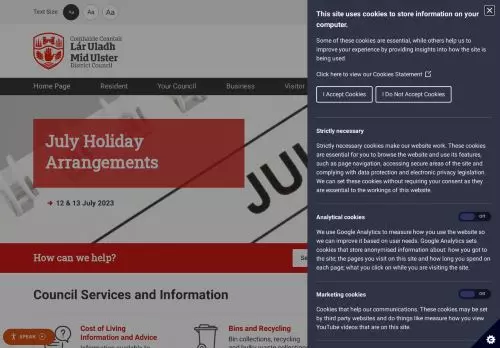 Text Size: Aa Aa Aa
Comhairle Ceantair
Lár Uladh
Mid Ulster
District Council
Home Page Resident Your Council Business Visitor
July Holiday
Arrangements
12 & 13 July 2023
JUL
How can we help?
Se
Council Services and Information
Cost of Living
Information and Advice
Information available to
Bins and Recycling
Bin collections, recycling
and bulky waste collections
SPEAK
This site uses cookies to store information on your
computer.
Some of these cookies are essential, while others help us to
improve your experience by providing insights into how the site is
being used.
Click here to view our Cookies Statement
I Accept Cookies I Do Not Accept Cookies
Strictly necessary
Strictly necessary cookies make our website work. These cookies
are essential for you to browse the website and use its features,
such as page navigation, accessing secure areas of the site and
complying with data protection and electronic privacy legislation.
We can set these cookies without requiring your consent as they
are essential to the workings of this website.
Analytical cookies Off
We use Google Analytics to measure how you use the website so
we can improve it based on user needs. Google Analytics sets
cookies that store anonymised information about: how you got to
the site; the pages you visit on this site and how long you spend on
each page; what you click on while you are visiting the site.
Marketing cookies Off
Cookies that help our communications. These cookies may be set
by third party websites and do things like measure how you view
YouTube videos that are on this site.